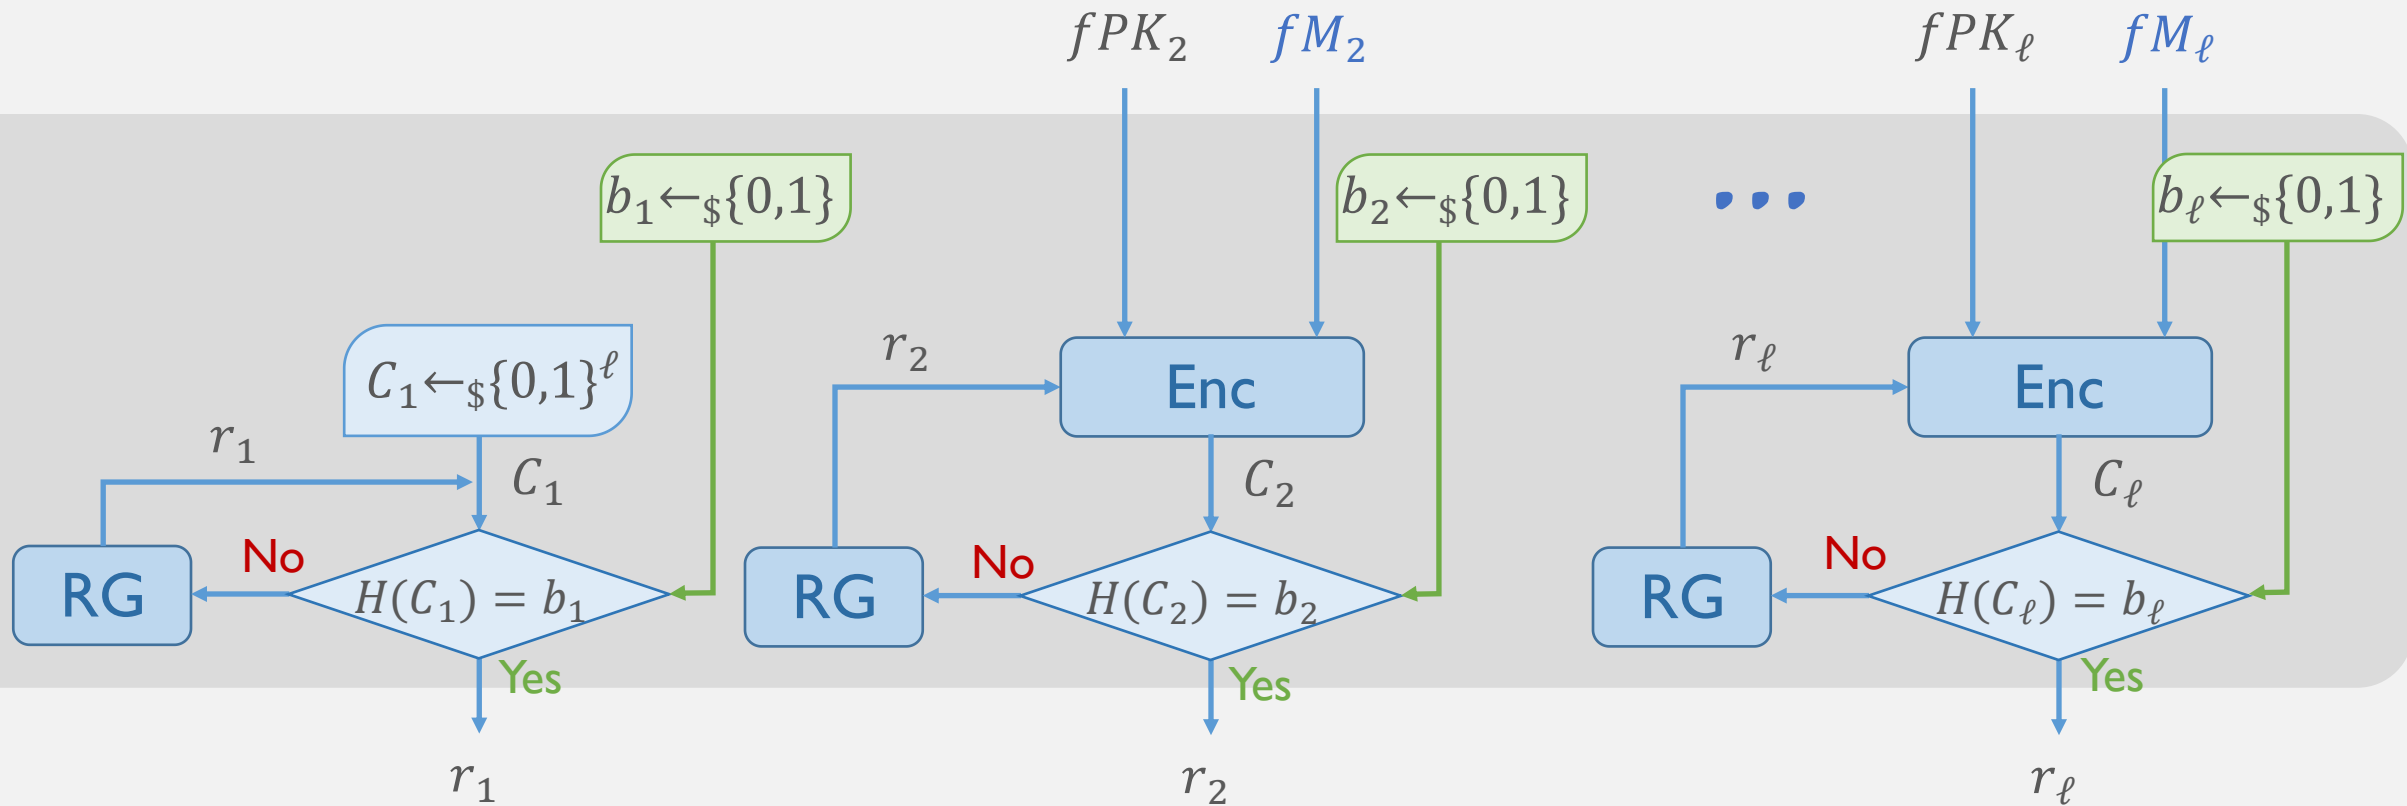 fPK₂ fM₂ fPK_ℓ fM_ℓ
b₁←$ {0,1} b₂←$ {0,1} ... b_ℓ←$ {0,1}
C₁←$ {0,1}^ℓ
r₂ Enc r_ℓ Enc
r₁ C₁ C₂ C_ℓ
RG No H(C₁) = b₁ RG No H(C₂) = b₂ RG No H(C_ℓ) = b_ℓ
Yes Yes Yes
r₁ r₂ r_ℓ